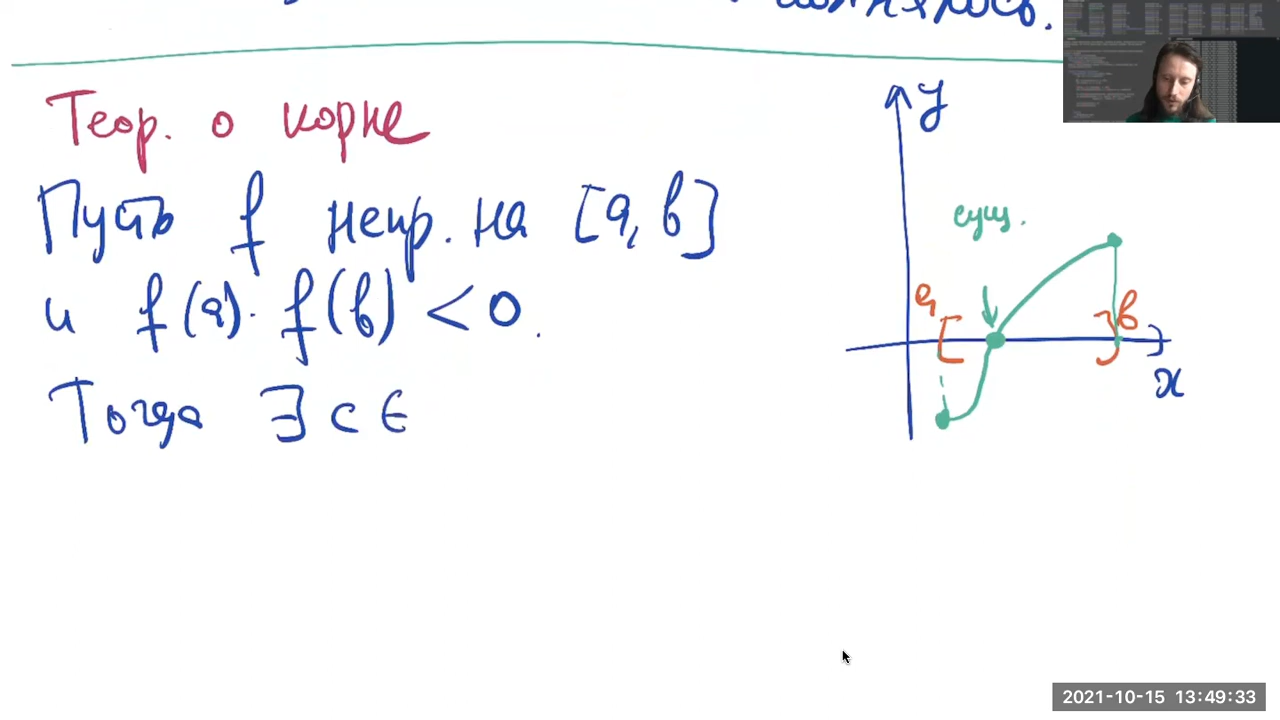 Теор. о корне
Пусть f непр. на [a, b]
и f(a) · f(b) < 0.
Тогда ∃ c ∈
y
сущ.
a
b
x
2021-10-15 13:49:33